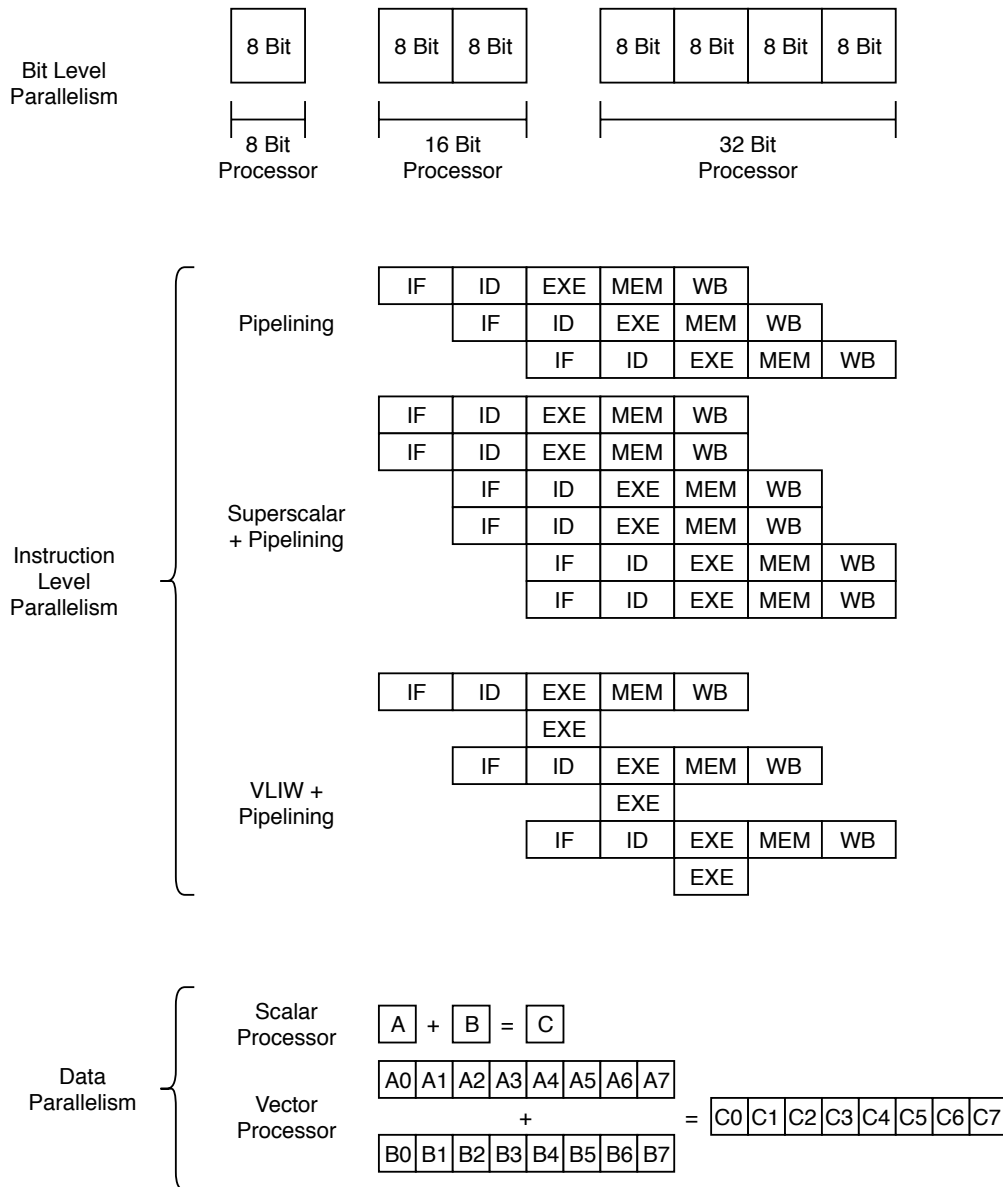 8 Bit 8 Bit 8 Bit 8 Bit 8 Bit 8 Bit 8 Bit
Bit Level
Parallelism
8 Bit
Processor
16 Bit
Processor
32 Bit
Processor
Instruction
Level
Parallelism
Pipelining
IF ID EXE MEM WB
IF ID EXE MEM WB
IF ID EXE MEM WB
Superscalar
+ Pipelining
IF ID EXE MEM WB
IF ID EXE MEM WB
IF ID EXE MEM WB
IF ID EXE MEM WB
IF ID EXE MEM WB
IF ID EXE MEM WB
VLIW +
Pipelining
IF ID EXE MEM WB
EXE
IF ID EXE MEM WB
EXE
IF ID EXE MEM WB
EXE
Data
Parallelism
Scalar
Processor
A + B = C
Vector
Processor
A0 A1 A2 A3 A4 A5 A6 A7
+
B0 B1 B2 B3 B4 B5 B6 B7
= C0 C1 C2 C3 C4 C5 C6 C7